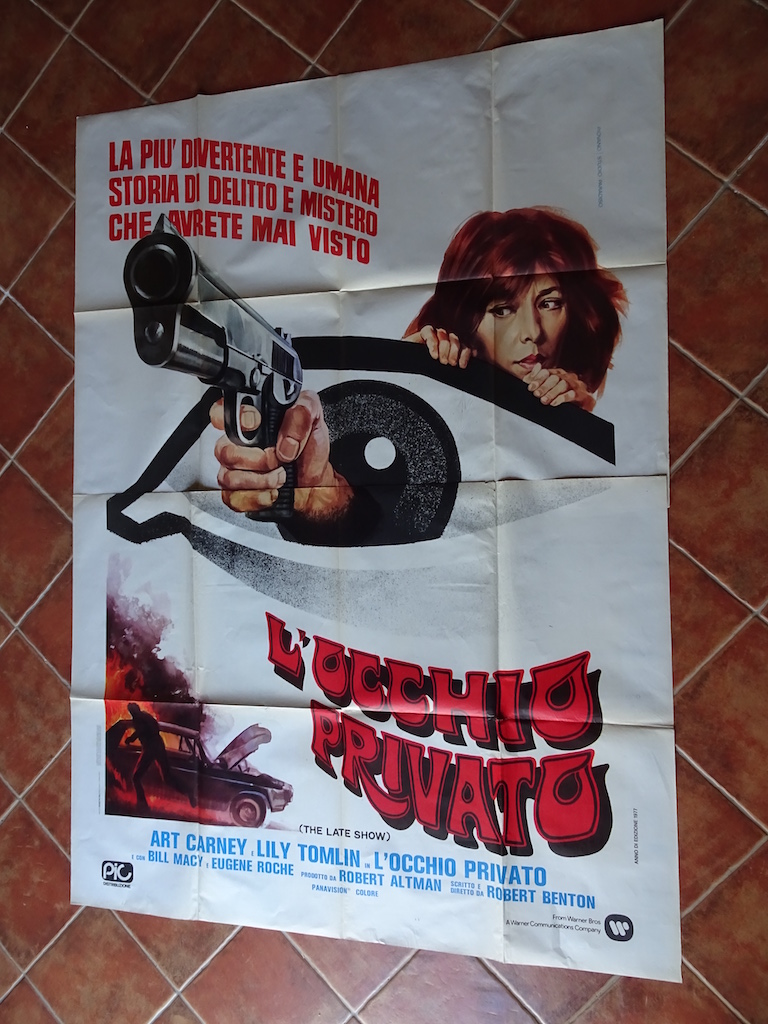 LA PIU' DIVERTENTE E UMANA
STORIA DI DELITTO E MISTERO
CHE AVRETE MAI VISTO
L'OCCHIO
PRIVATO
(THE LATE SHOW)
ART CARNEY E LILY TOMLIN IN L'OCCHIO PRIVATO
E CON BILL MACY E EUGENE ROCHE PRODOTTO DA ROBERT ALTMAN SCRITTO E DIRETTO DA ROBERT BENTON
PANAVISION® COLORE
PIC
DISTRIBUZIONE
From Warner Bros
A Warner Communications Company
ANNO DI EDIZIONE 1977